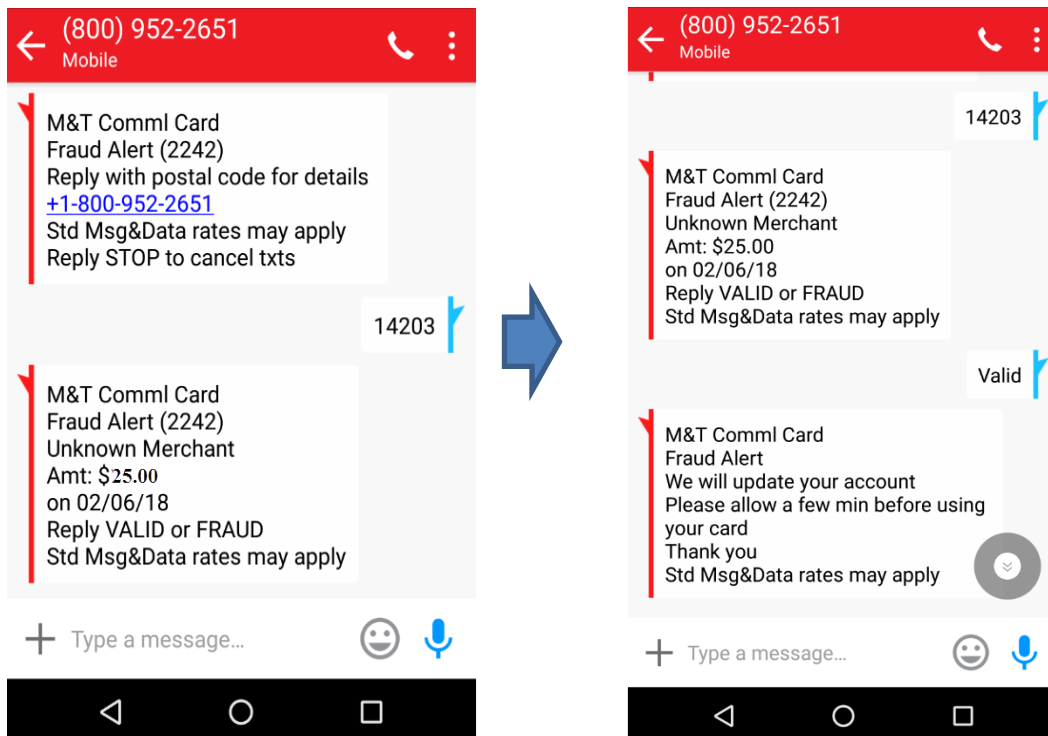 (800) 952-2651
Mobile
M&T Comml Card
Fraud Alert (2242)
Reply with postal code for details
+1-800-952-2651
Std Msg&Data rates may apply
Reply STOP to cancel txts
14203
M&T Comml Card
Fraud Alert (2242)
Unknown Merchant
Amt: $25.00
on 02/06/18
Reply VALID or FRAUD
Std Msg&Data rates may apply
Type a message...
(800) 952-2651
Mobile
14203
M&T Comml Card
Fraud Alert (2242)
Unknown Merchant
Amt: $25.00
on 02/06/18
Reply VALID or FRAUD
Std Msg&Data rates may apply
Valid
M&T Comml Card
Fraud Alert
We will update your account
Please allow a few min before using
your card
Thank you
Std Msg&Data rates may apply
Type a message...